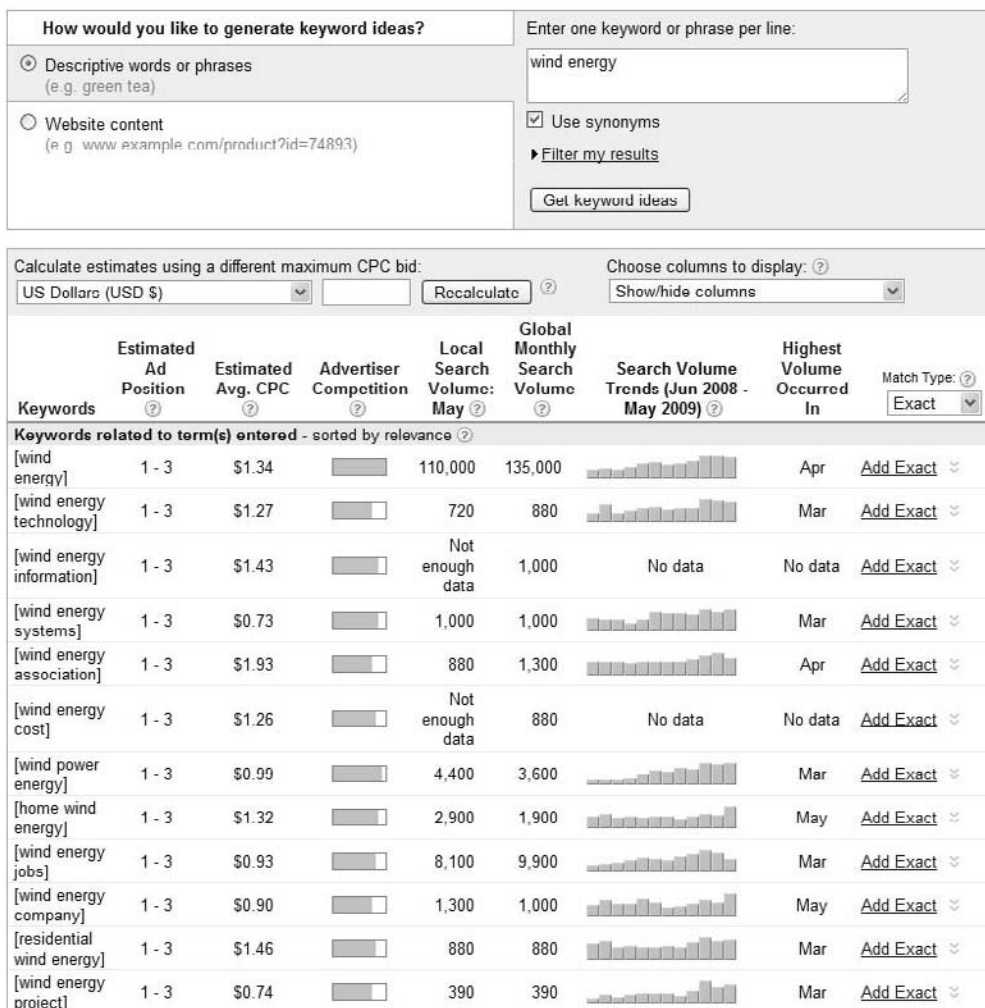 How would you like to generate keyword ideas?
Descriptive words or phrases
(e.g. green tea)
Website content
(e.g. www.example.com/product?id=74893)
Enter one keyword or phrase per line:
wind energy
Use synonyms
Filter my results
Get keyword ideas
Calculate estimates using a different maximum CPC bid:
US Dollars (USD $)
Recalculate
?
Choose columns to display: ?
Show/hide columns
Keywords
Estimated
Ad
Position
?
Estimated
Avg. CPC
?
Advertiser
Competition
?
Local
Search
Volume:
May ?
Global
Monthly
Search
Volume
?
Search Volume
Trends (Jun 2008 -
May 2009) ?
Highest
Volume
Occurred
In
Match Type: ?
Exact
Keywords related to term(s) entered - sorted by relevance ?
[wind
energy]
1 - 3 $1.34 110,000 135,000 Apr Add Exact
[wind energy
technology]
1 - 3 $1.27 720 880 Mar Add Exact
[wind energy
information]
1 - 3 $1.43
Not
enough
data
1,000 No data No data Add Exact
[wind energy
systems]
1 - 3 $0.73 1,000 1,000 Mar Add Exact
[wind energy
association]
1 - 3 $1.93 880 1,300 Apr Add Exact
[wind energy
cost]
1 - 3 $1.26
Not
enough
data
880 No data No data Add Exact
[wind power
energy]
1 - 3 $0.99 4,400 3,600 Mar Add Exact
[home wind
energy]
1 - 3 $1.32 2,900 1,900 May Add Exact
[wind energy
jobs]
1 - 3 $0.93 8,100 9,900 Mar Add Exact
[wind energy
company]
1 - 3 $0.90 1,300 1,000 May Add Exact
[residential
wind energy]
1 - 3 $1.46 880 880 Mar Add Exact
[wind energy
project]
1 - 3 $0.74 390 390 Mar Add Exact